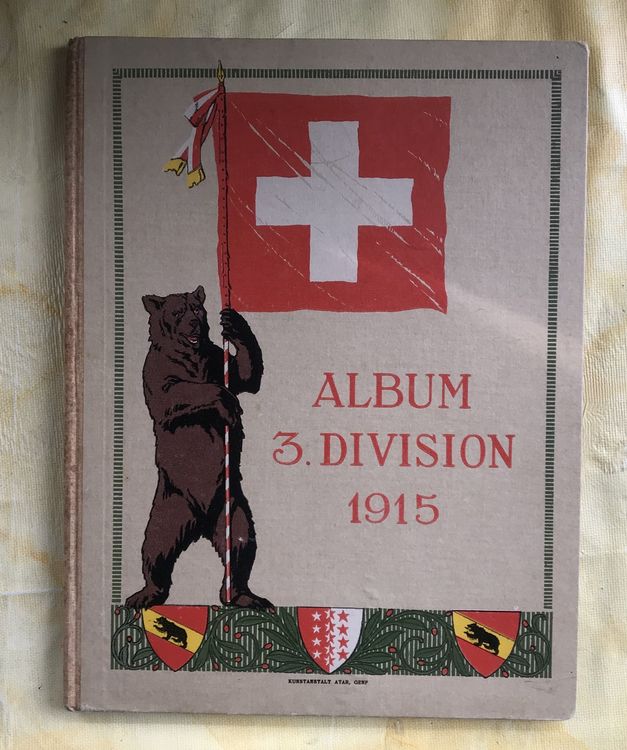 ALBUM
3. DIVISION
1915
KUNSTANSTALT ATAR, GENF